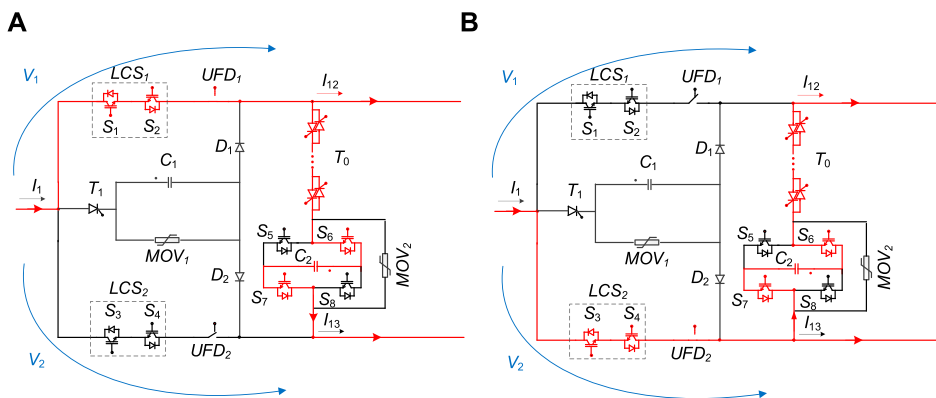 A
V1
LCS1
UFD1
I12
S1
S2
D1
T0
C1
I1
T1
S5
S6
MOV1
C2
MOV2
D2
S7
S8
LCS2
S3
S4
I13
UFD2
V2
B
V1
LCS1
UFD1
I12
S1
S2
D1
T0
C1
I1
T1
S5
S6
MOV1
C2
MOV2
D2
S7
S8
LCS2
S3
S4
I13
UFD2
V2